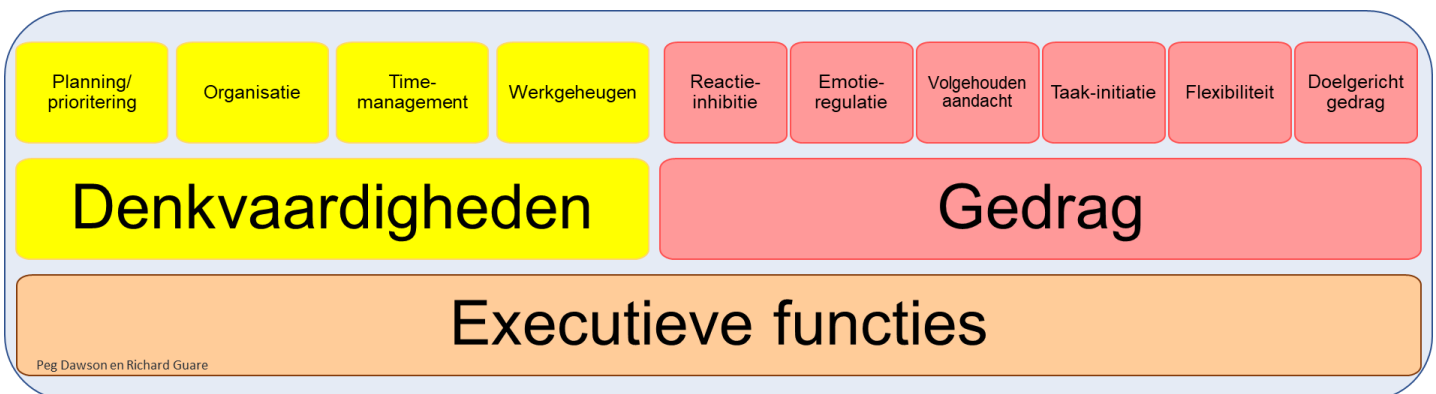 Planning/
prioritering
Organisatie
Time-
management
Werkgeheugen
Reactie-
inhibitie
Emotie-
regulatie
Volgehouden
aandacht
Taak-initiatie
Flexibiliteit
Doelgericht
gedrag
Denkvaardigheden
Gedrag
Executieve functies
Peg Dawson en Richard Guare